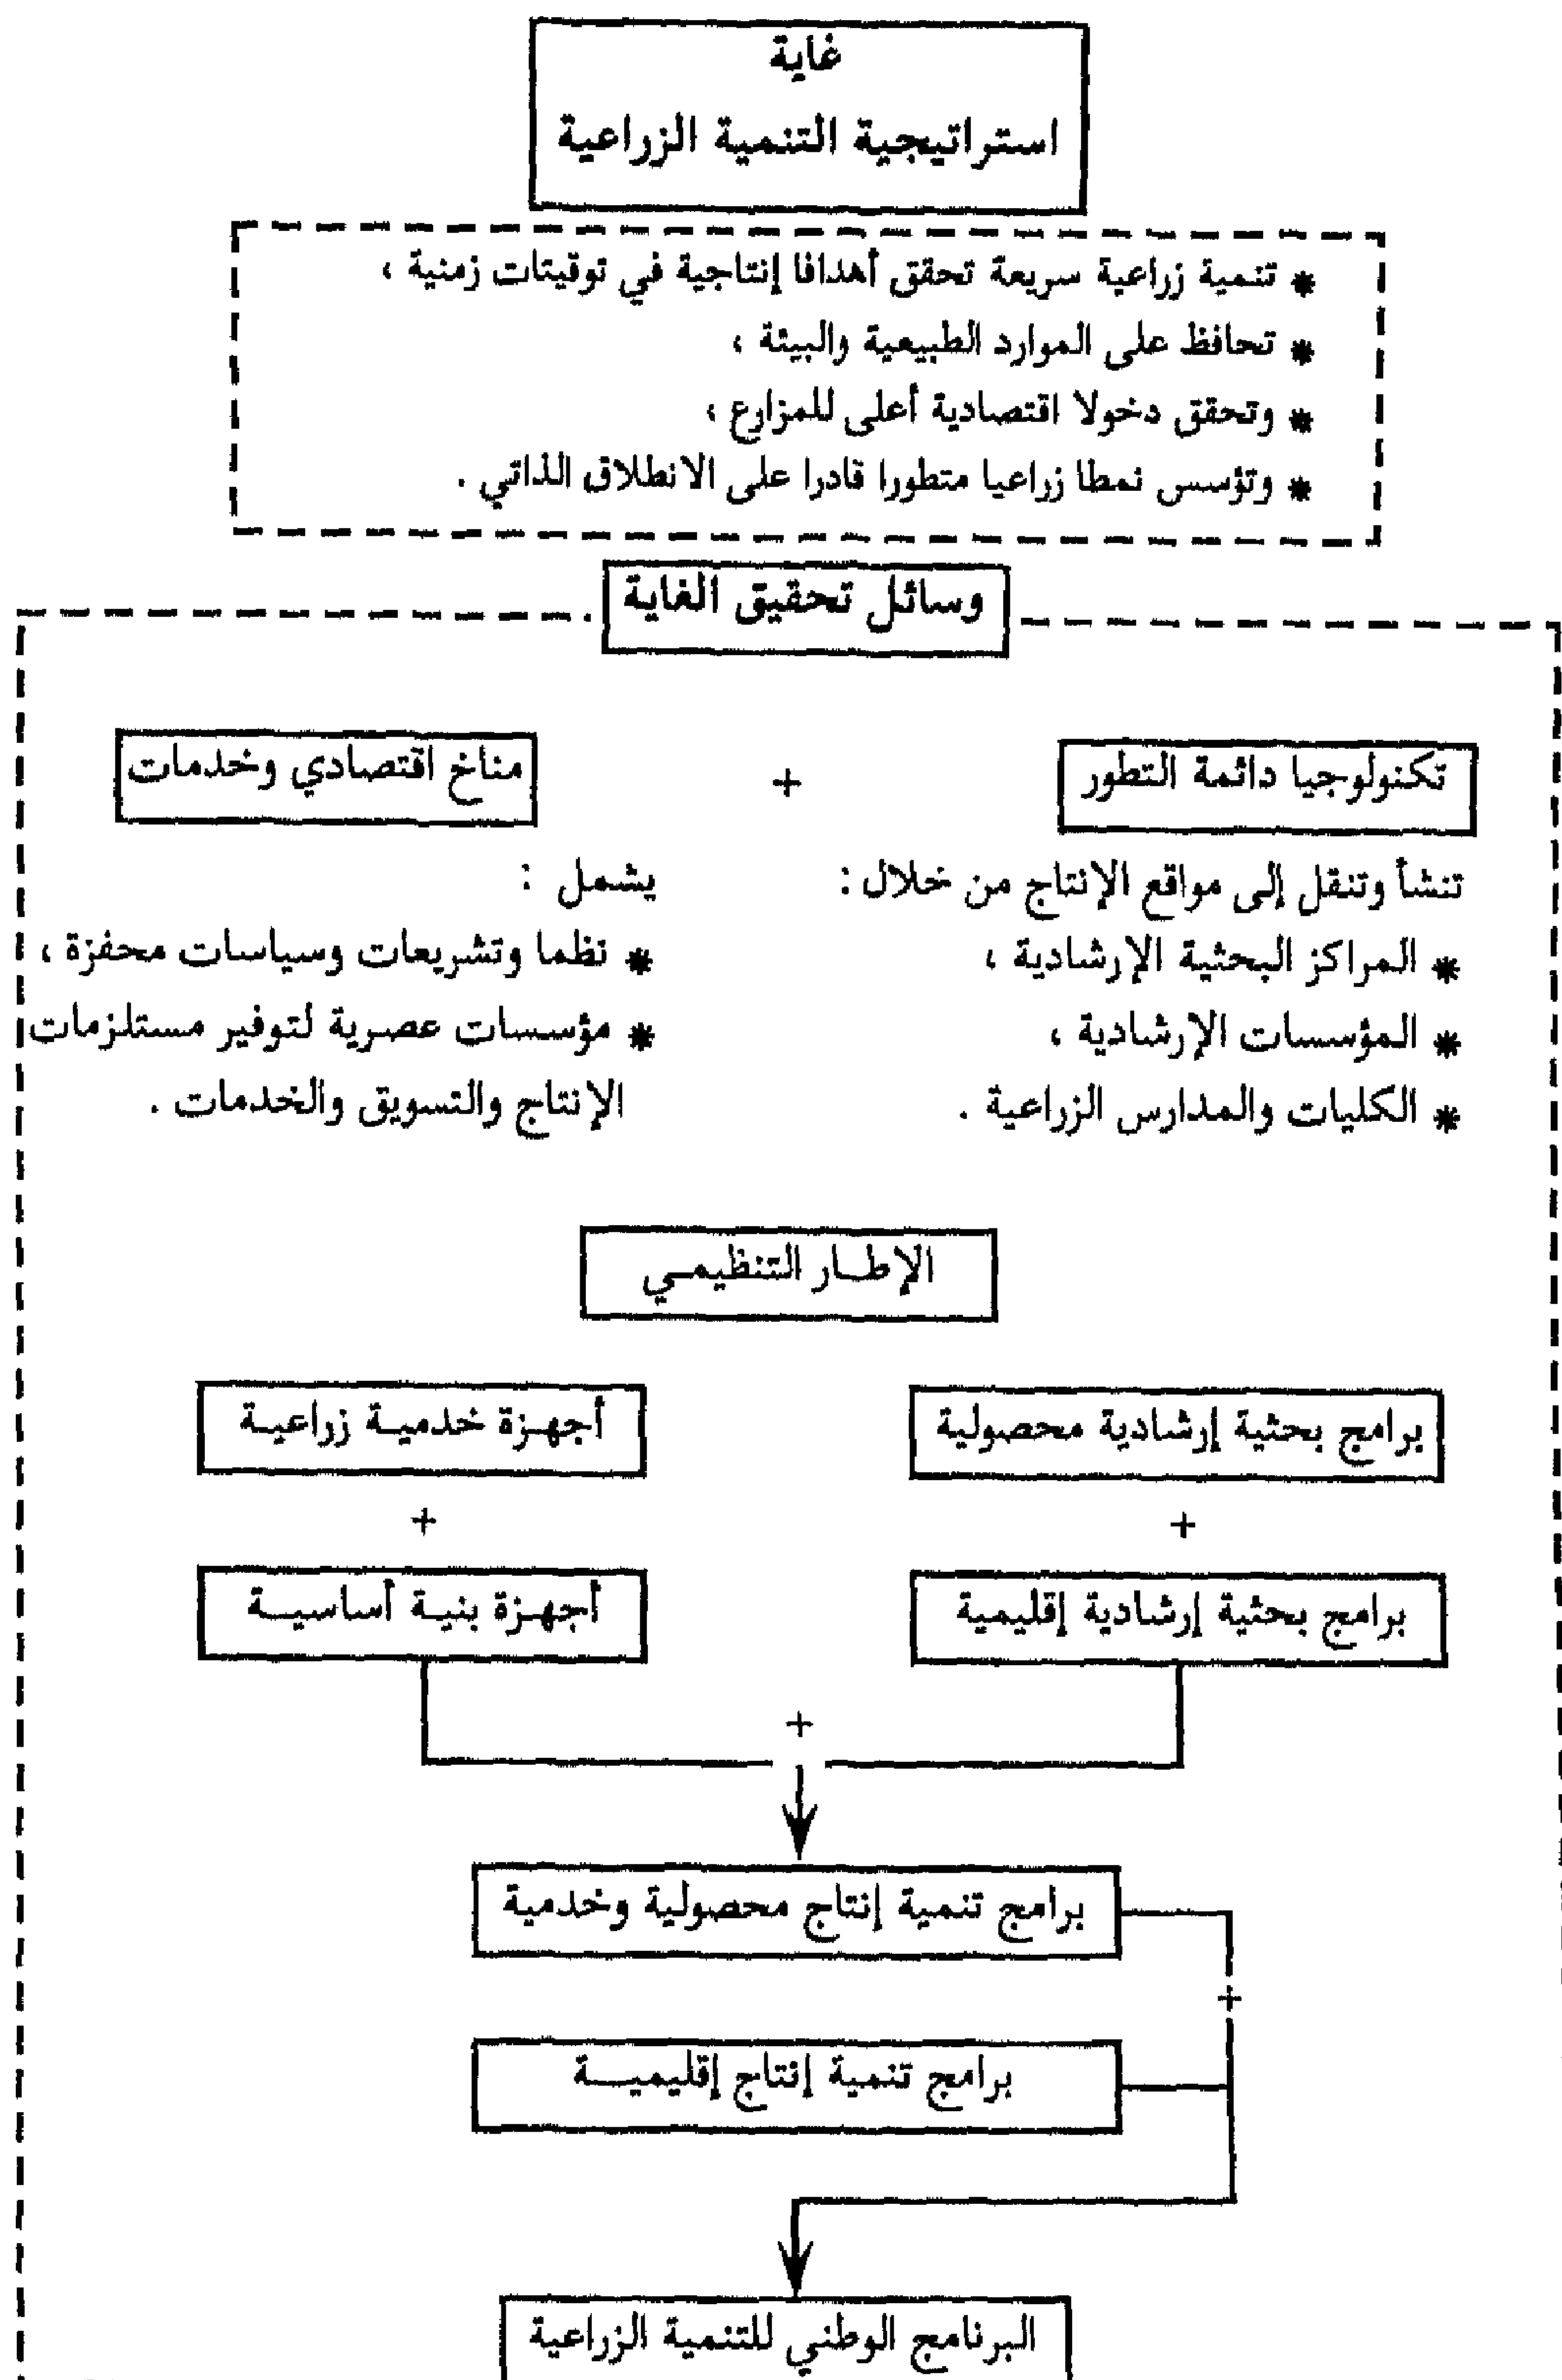 غاية
استراتيجية التنمية الزراعية
* تنمية زراعية سريعة تحقق أهدافا إنتاجية في توقيتات زمنية ،
* تحافظ على الموارد الطبيعية والبيئة ،
* وتحقق دخولا اقتصادية أعلى للمزارع ،
* وتؤسس نمطا زراعيا متطورا قادرا على الانطلاق الذاتي .
وسائل تحقيق الغاية
تكنولوجيا دائمة التطور
+
مناخ اقتصادي وخدمات
تنشأ وتنقل إلى مواقع الإنتاج من خلال :
* المراكز البحثية الإرشادية ،
* المؤسسات الإرشادية ،
* الكليات والمدارس الزراعية .
يشمل :
* نظما وتشريعات وسياسات محفزة ،
* مؤسسات عصرية لتوفير مستلزمات
الإنتاج والتسويق والخدمات .
الإطار التنظيمي
برامج بحثية إرشادية محصولية
+
برامج بحثية إرشادية إقليمية
أجهزة خدمية زراعية
+
أجهزة بنية أساسية
+
برامج تنمية إنتاج محصولية وخدمية
+
برامج تنمية إنتاج إقليمية
البرنامج الوطني للتنمية الزراعية